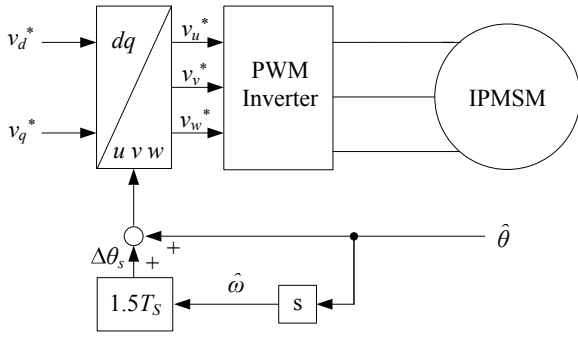 v_d^*
v_q^*
dq
u v w
v_u^*
v_v^*
v_w^*
PWM
Inverter
IPMSM
+
+
Δθ_s
1.5T_S
ω̂
s
θ̂